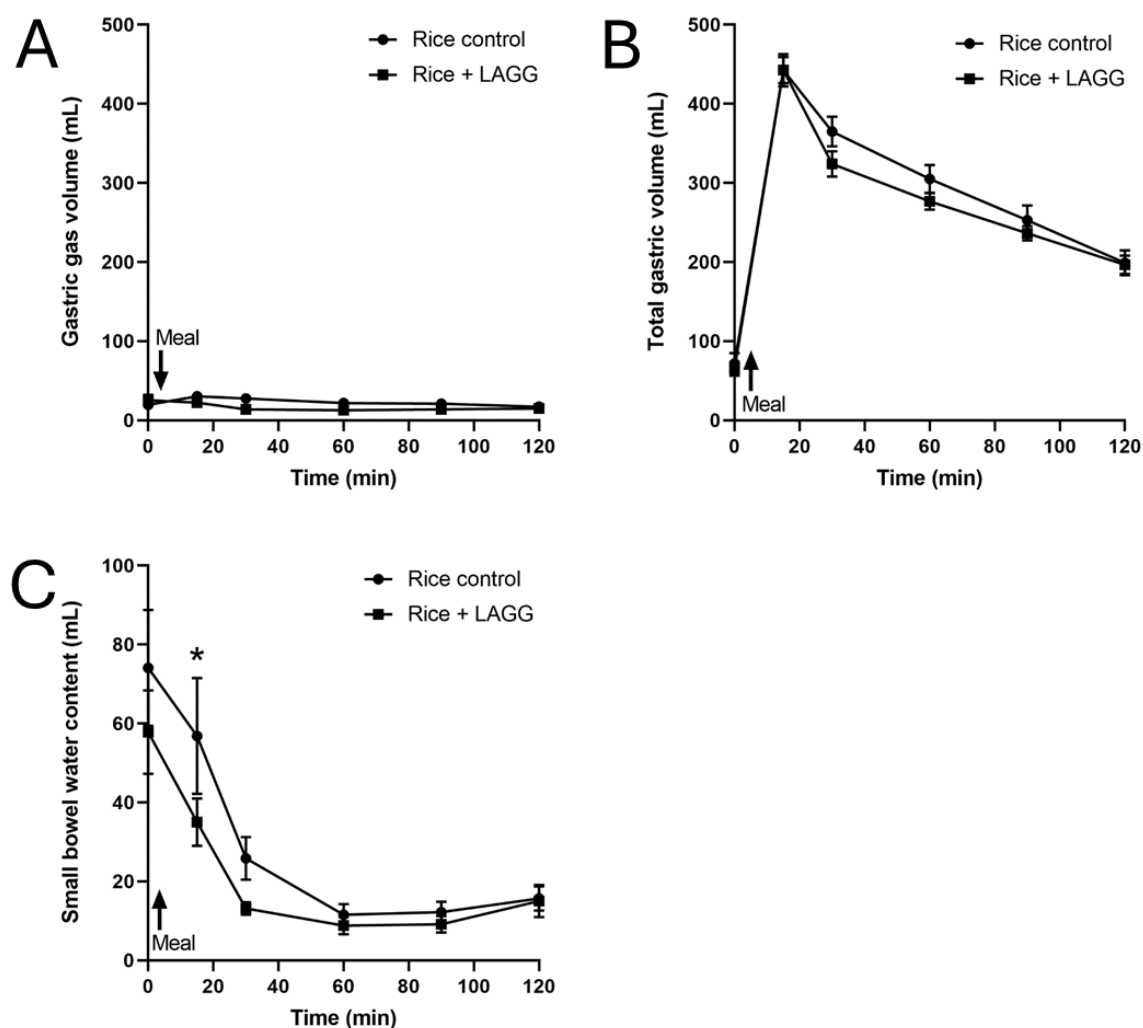 A
Rice control
Rice + LAGG
500
400
300
200
100
0
Gastric gas volume (mL)
Meal
0 20 40 60 80 100 120
Time (min)
B
Rice control
Rice + LAGG
500
400
300
200
100
0
Total gastric volume (mL)
Meal
0 20 40 60 80 100 120
Time (min)
C
Rice control
Rice + LAGG
100
80
60
40
20
0
Small bowel water content (mL)
*
Meal
0 20 40 60 80 100 120
Time (min)